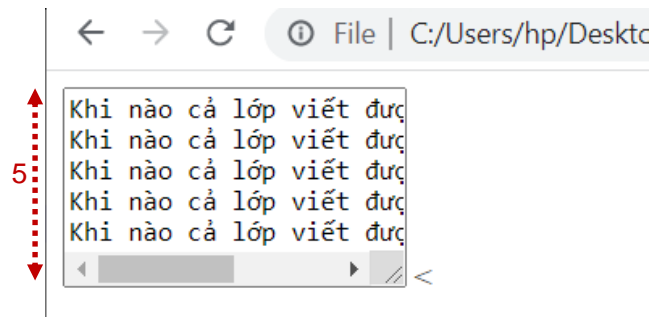 File | C:/Users/hp/Deskto
Khi nào cả lớp viết đượ
Khi nào cả lớp viết đượ
Khi nào cả lớp viết đượ
5
Khi nào cả lớp viết đượ
Khi nào cả lớp viết đượ
<